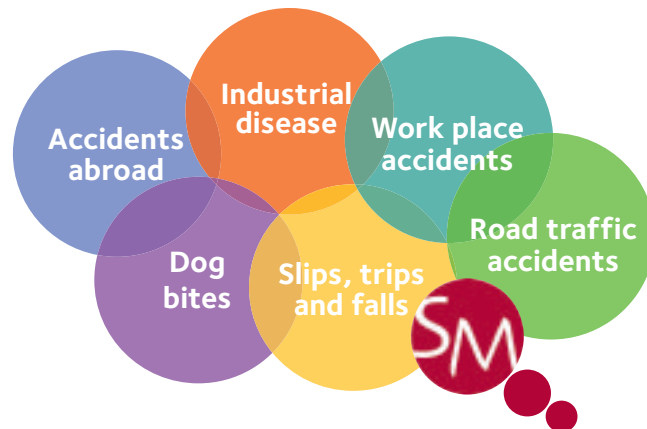 Industrial
disease
Accidents
abroad
Work place
accidents
Road traffic
accidents
Dog
bites
Slips, trips
and falls
SM